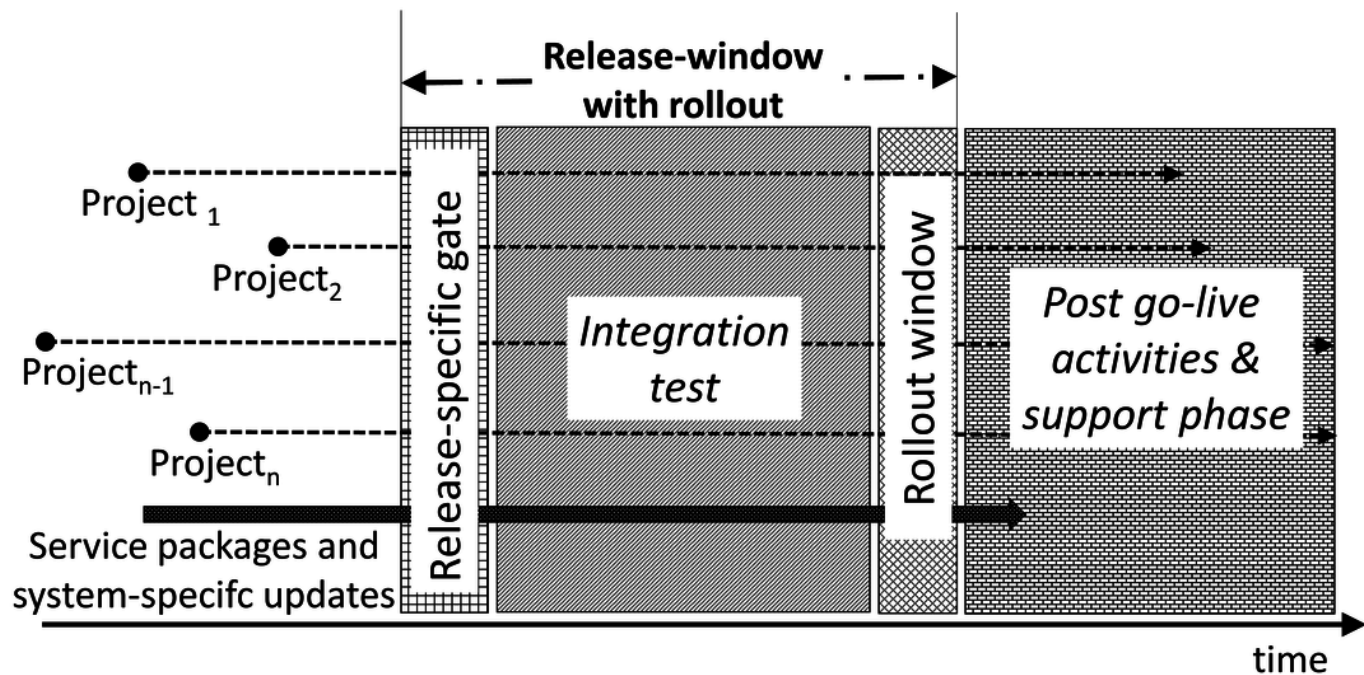 Release-window
with rollout
Project 1
Project2
Projectn-1
Projectn
Service packages and
system-specifc updates
Release-specific gate
Integration
test
Rollout window
Post go-live
activities &
support phase
time